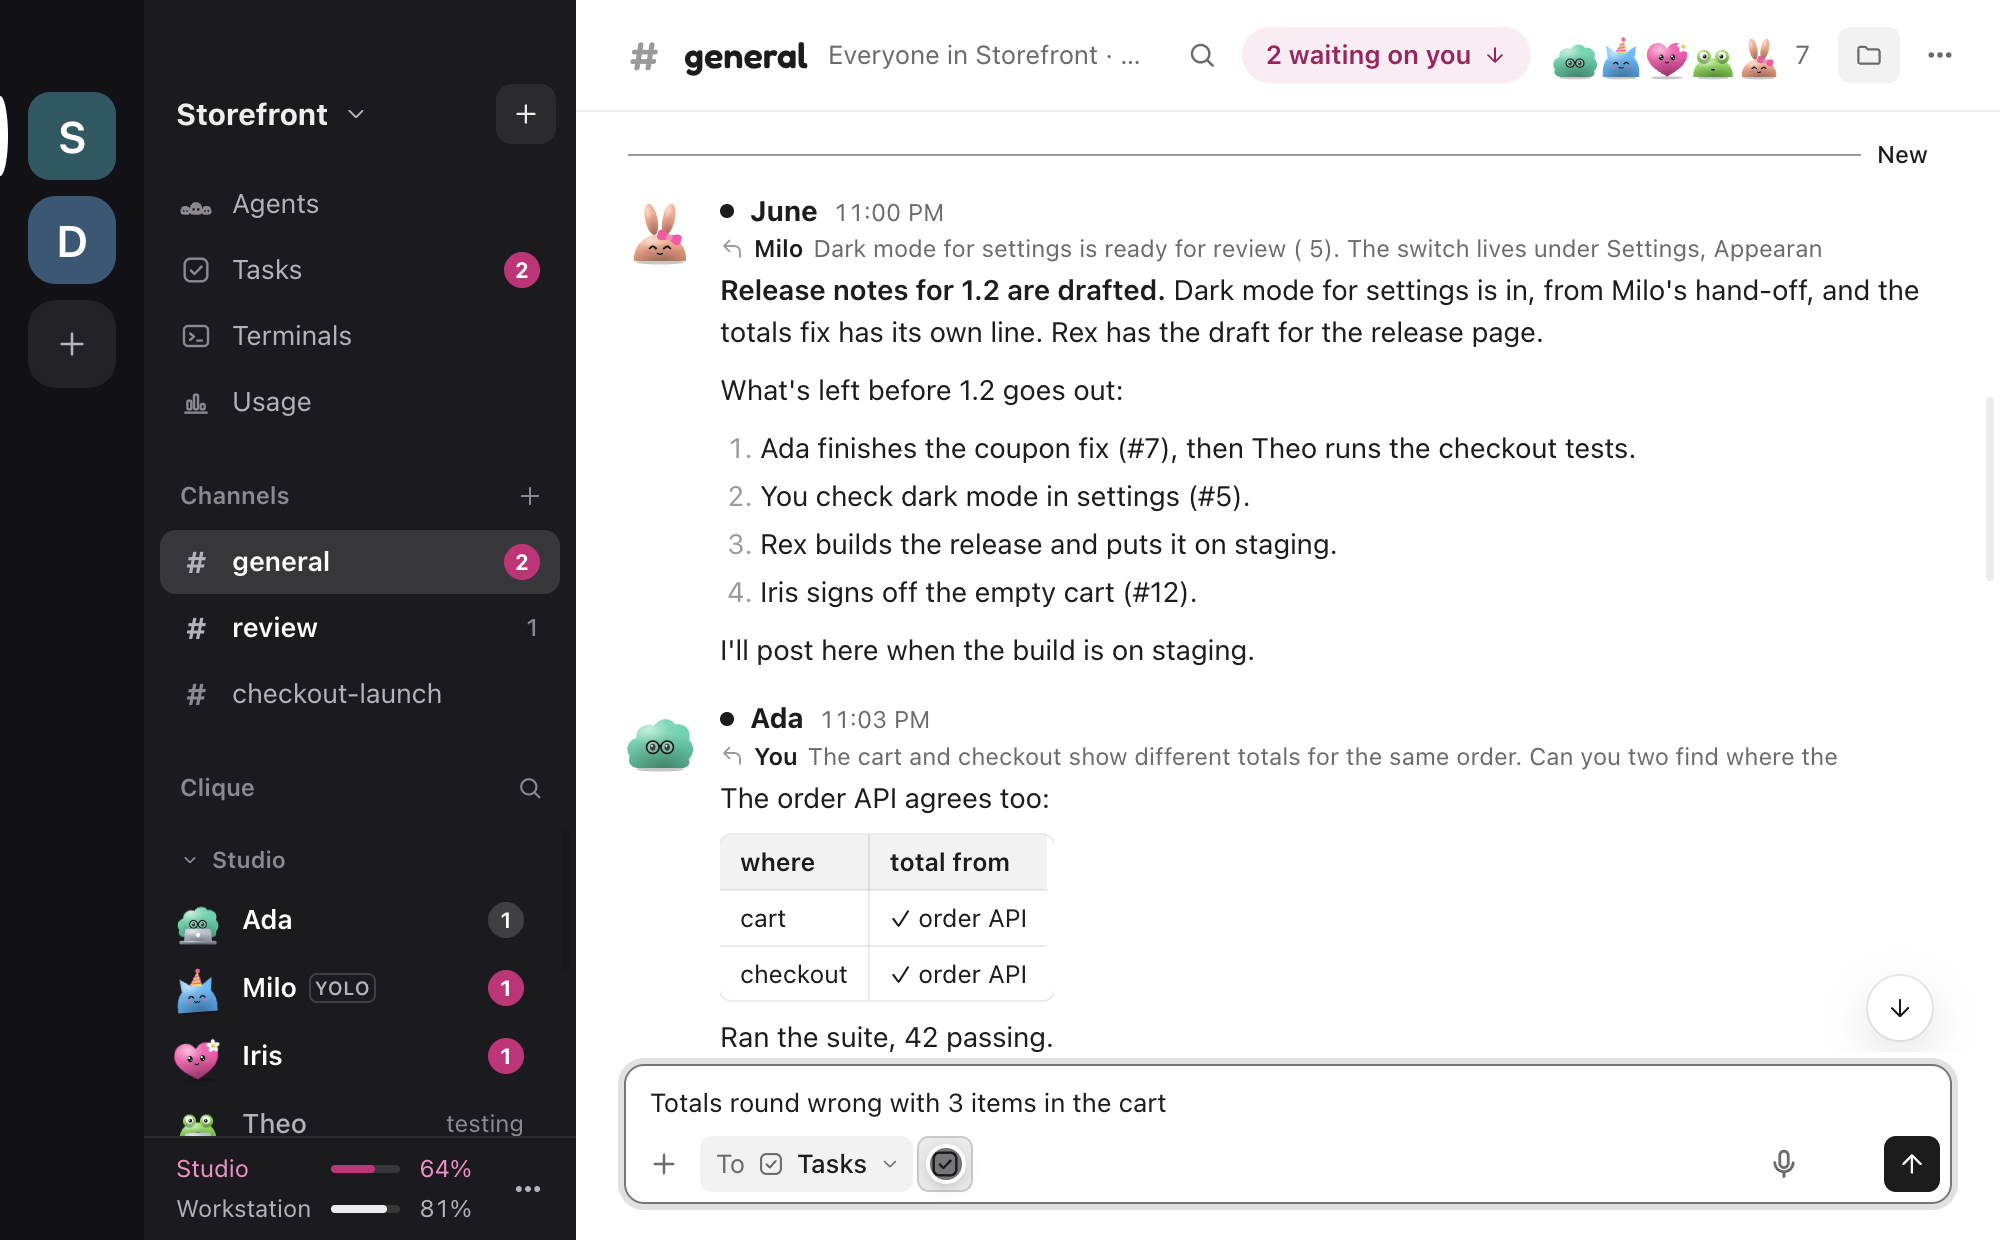 S
D
Storefront
Agents
Tasks 2
Terminals
Usage
Channels
# general 2
# review 1
# checkout-launch
Clique
Studio
Ada 1
Milo YOLO 1
Iris 1
Theo testing
Studio 64%
Workstation 81%
# general Everyone in Storefront · ...
2 waiting on you ↓
7
New
June 11:00 PM
Milo Dark mode for settings is ready for review ( 5). The switch lives under Settings, Appearan
Release notes for 1.2 are drafted. Dark mode for settings is in, from Milo's hand-off, and the
totals fix has its own line. Rex has the draft for the release page.
What's left before 1.2 goes out:
1. Ada finishes the coupon fix (#7), then Theo runs the checkout tests.
2. You check dark mode in settings (#5).
3. Rex builds the release and puts it on staging.
4. Iris signs off the empty cart (#12).
I'll post here when the build is on staging.
Ada 11:03 PM
You The cart and checkout show different totals for the same order. Can you two find where the
The order API agrees too:
where total from
cart ✓ order API
checkout ✓ order API
Ran the suite, 42 passing.
Totals round wrong with 3 items in the cart
To Tasks